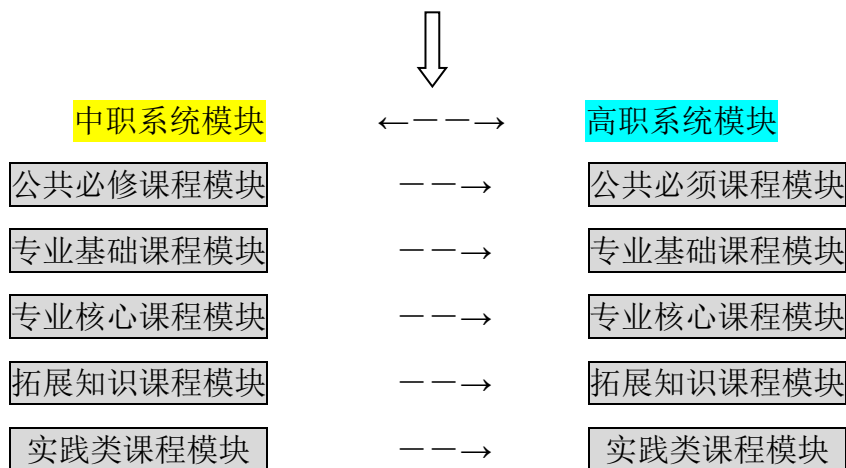 中职系统模块 ←――→ 高职系统模块
公共必修课程模块 ――→ 公共必须课程模块
专业基础课程模块 ――→ 专业基础课程模块
专业核心课程模块 ――→ 专业核心课程模块
拓展知识课程模块 ――→ 拓展知识课程模块
实践类课程模块 ――→ 实践类课程模块